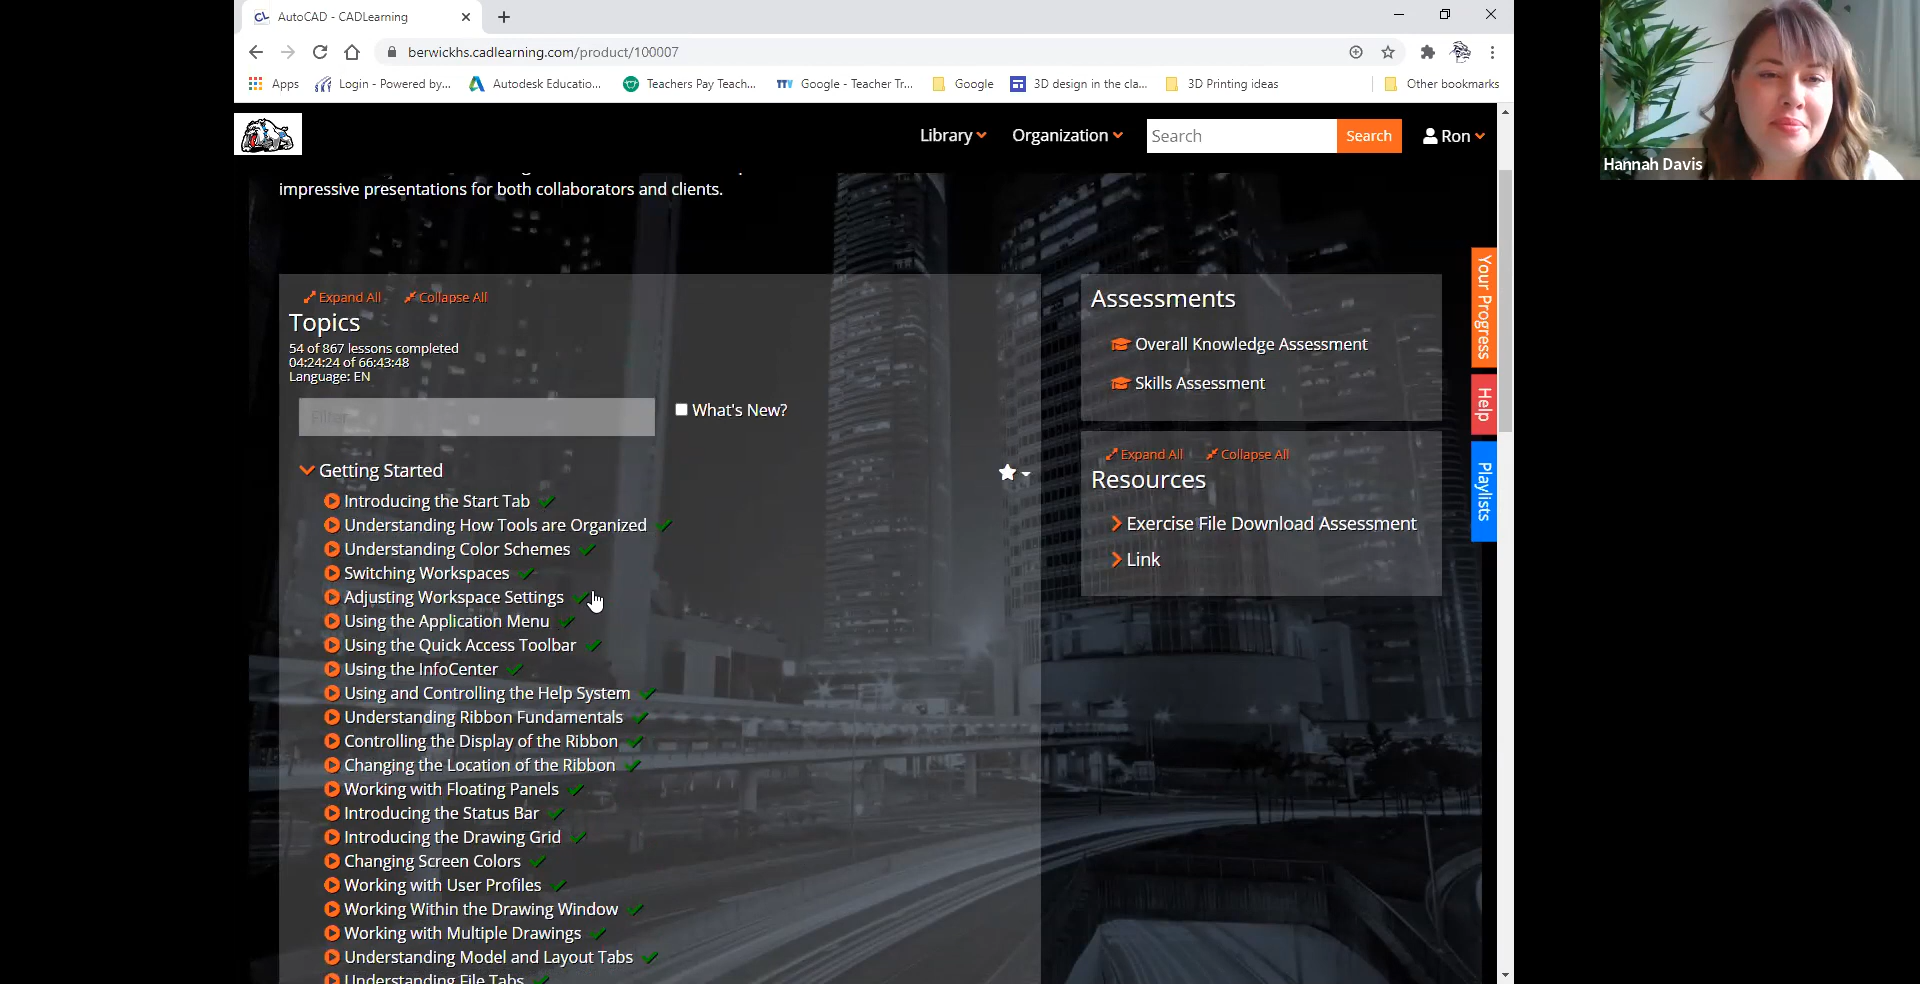 AutoCAD - CADLearning
berwickhs.cadlearning.com/product/100007
Apps
Login - Powered by...
Autodesk Educatio...
Teachers Pay Teach...
Google - Teacher Tr...
Google
3D design in the cla...
3D Printing ideas
Other bookmarks
Library
Organization
Search
Search
Ron
Hannah Davis
impressive presentations for both collaborators and clients.
Expand All
Collapse All
Topics
54 of 867 lessons completed
04:24:24 of 66:43:48
Language: EN
Filter
What's New?
Getting Started
Introducing the Start Tab
Understanding How Tools are Organized
Understanding Color Schemes
Switching Workspaces
Adjusting Workspace Settings
Using the Application Menu
Using the Quick Access Toolbar
Using the InfoCenter
Using and Controlling the Help System
Understanding Ribbon Fundamentals
Controlling the Display of the Ribbon
Changing the Location of the Ribbon
Working with Floating Panels
Introducing the Status Bar
Introducing the Drawing Grid
Changing Screen Colors
Working with User Profiles
Working Within the Drawing Window
Working with Multiple Drawings
Understanding Model and Layout Tabs
Understanding File Tabs
Assessments
Overall Knowledge Assessment
Skills Assessment
Expand All
Collapse All
Resources
Exercise File Download Assessment
Link
Your Progress
Help
Playlists